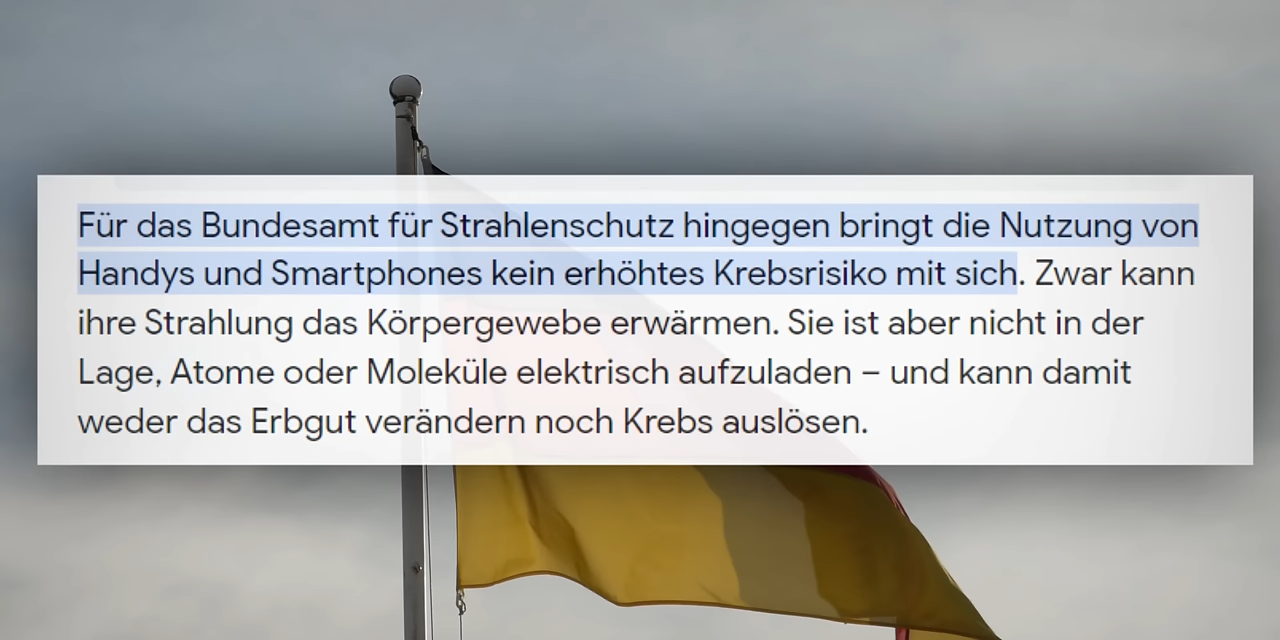 Für das Bundesamt für Strahlenschutz hingegen bringt die Nutzung von
Handys und Smartphones kein erhöhtes Krebsrisiko mit sich. Zwar kann
ihre Strahlung das Körpergewebe erwärmen. Sie ist aber nicht in der
Lage, Atome oder Moleküle elektrisch aufzuladen – und kann damit
weder das Erbgut verändern noch Krebs auslösen.